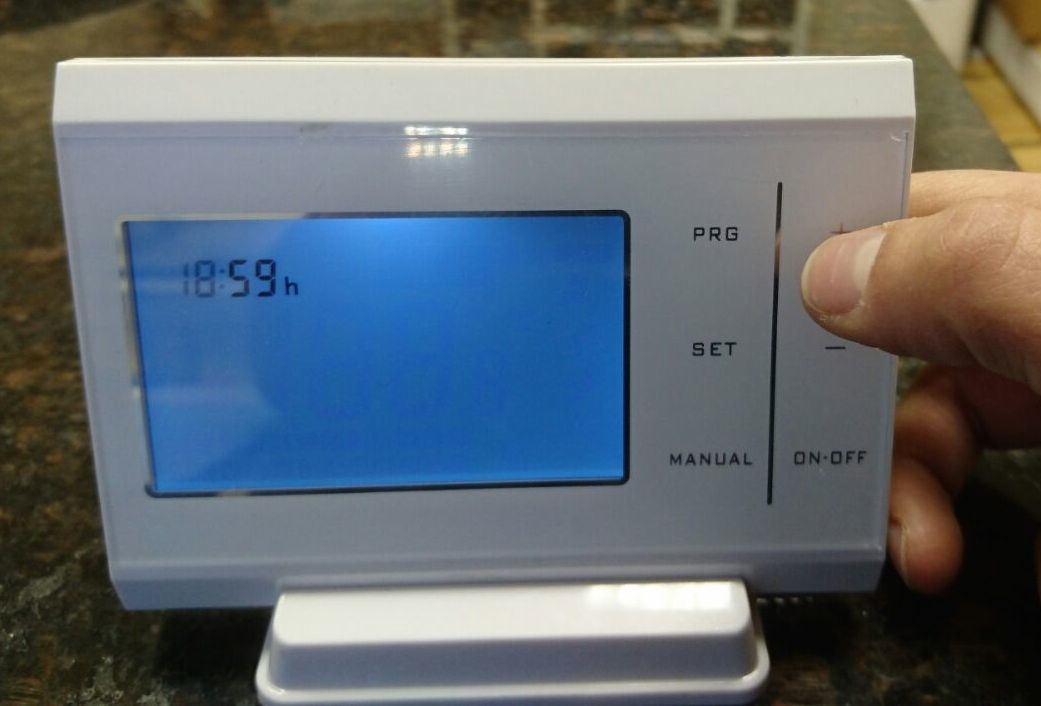 18:59h
PRG
+
SET
—
MANUAL
ON-OFF